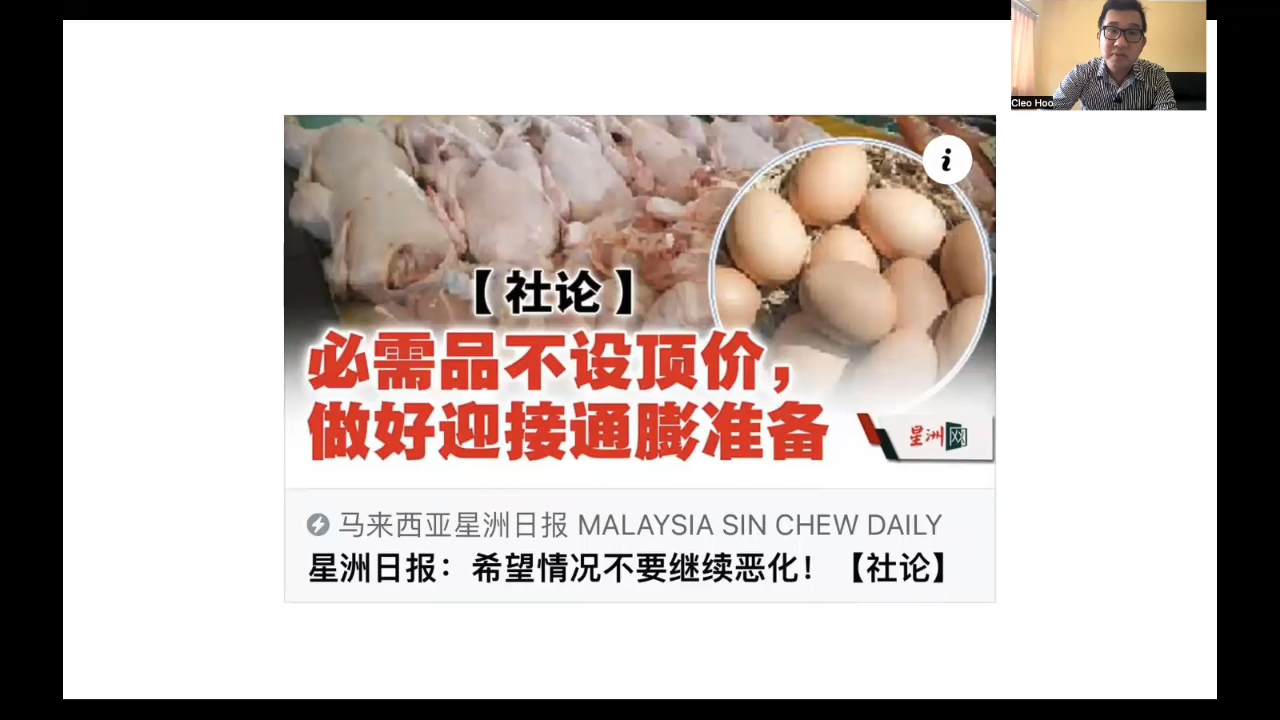 Cleo Hoo
【社论】
必需品不设顶价，
做好迎接通膨准备
星洲网
马来西亚星洲日报 MALAYSIA SIN CHEW DAILY
星洲日报：希望情况不要继续恶化！【社论】